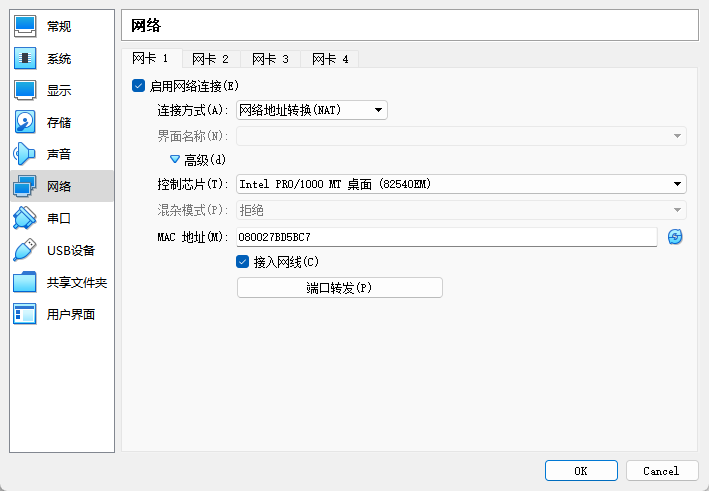 常规
系统
显示
存储
声音
网络
串口
USB设备
共享文件夹
用户界面
网络
网卡 1 网卡 2 网卡 3 网卡 4
启用网络连接(E)
连接方式(A): 网络地址转换(NAT)
界面名称(N):
高级(d)
控制芯片(T): Intel PRO/1000 MT 桌面 (82540EM)
混杂模式(P): 拒绝
MAC 地址(M): 080027BD5BC7
接入网线(C)
端口转发(P)
OK Cancel